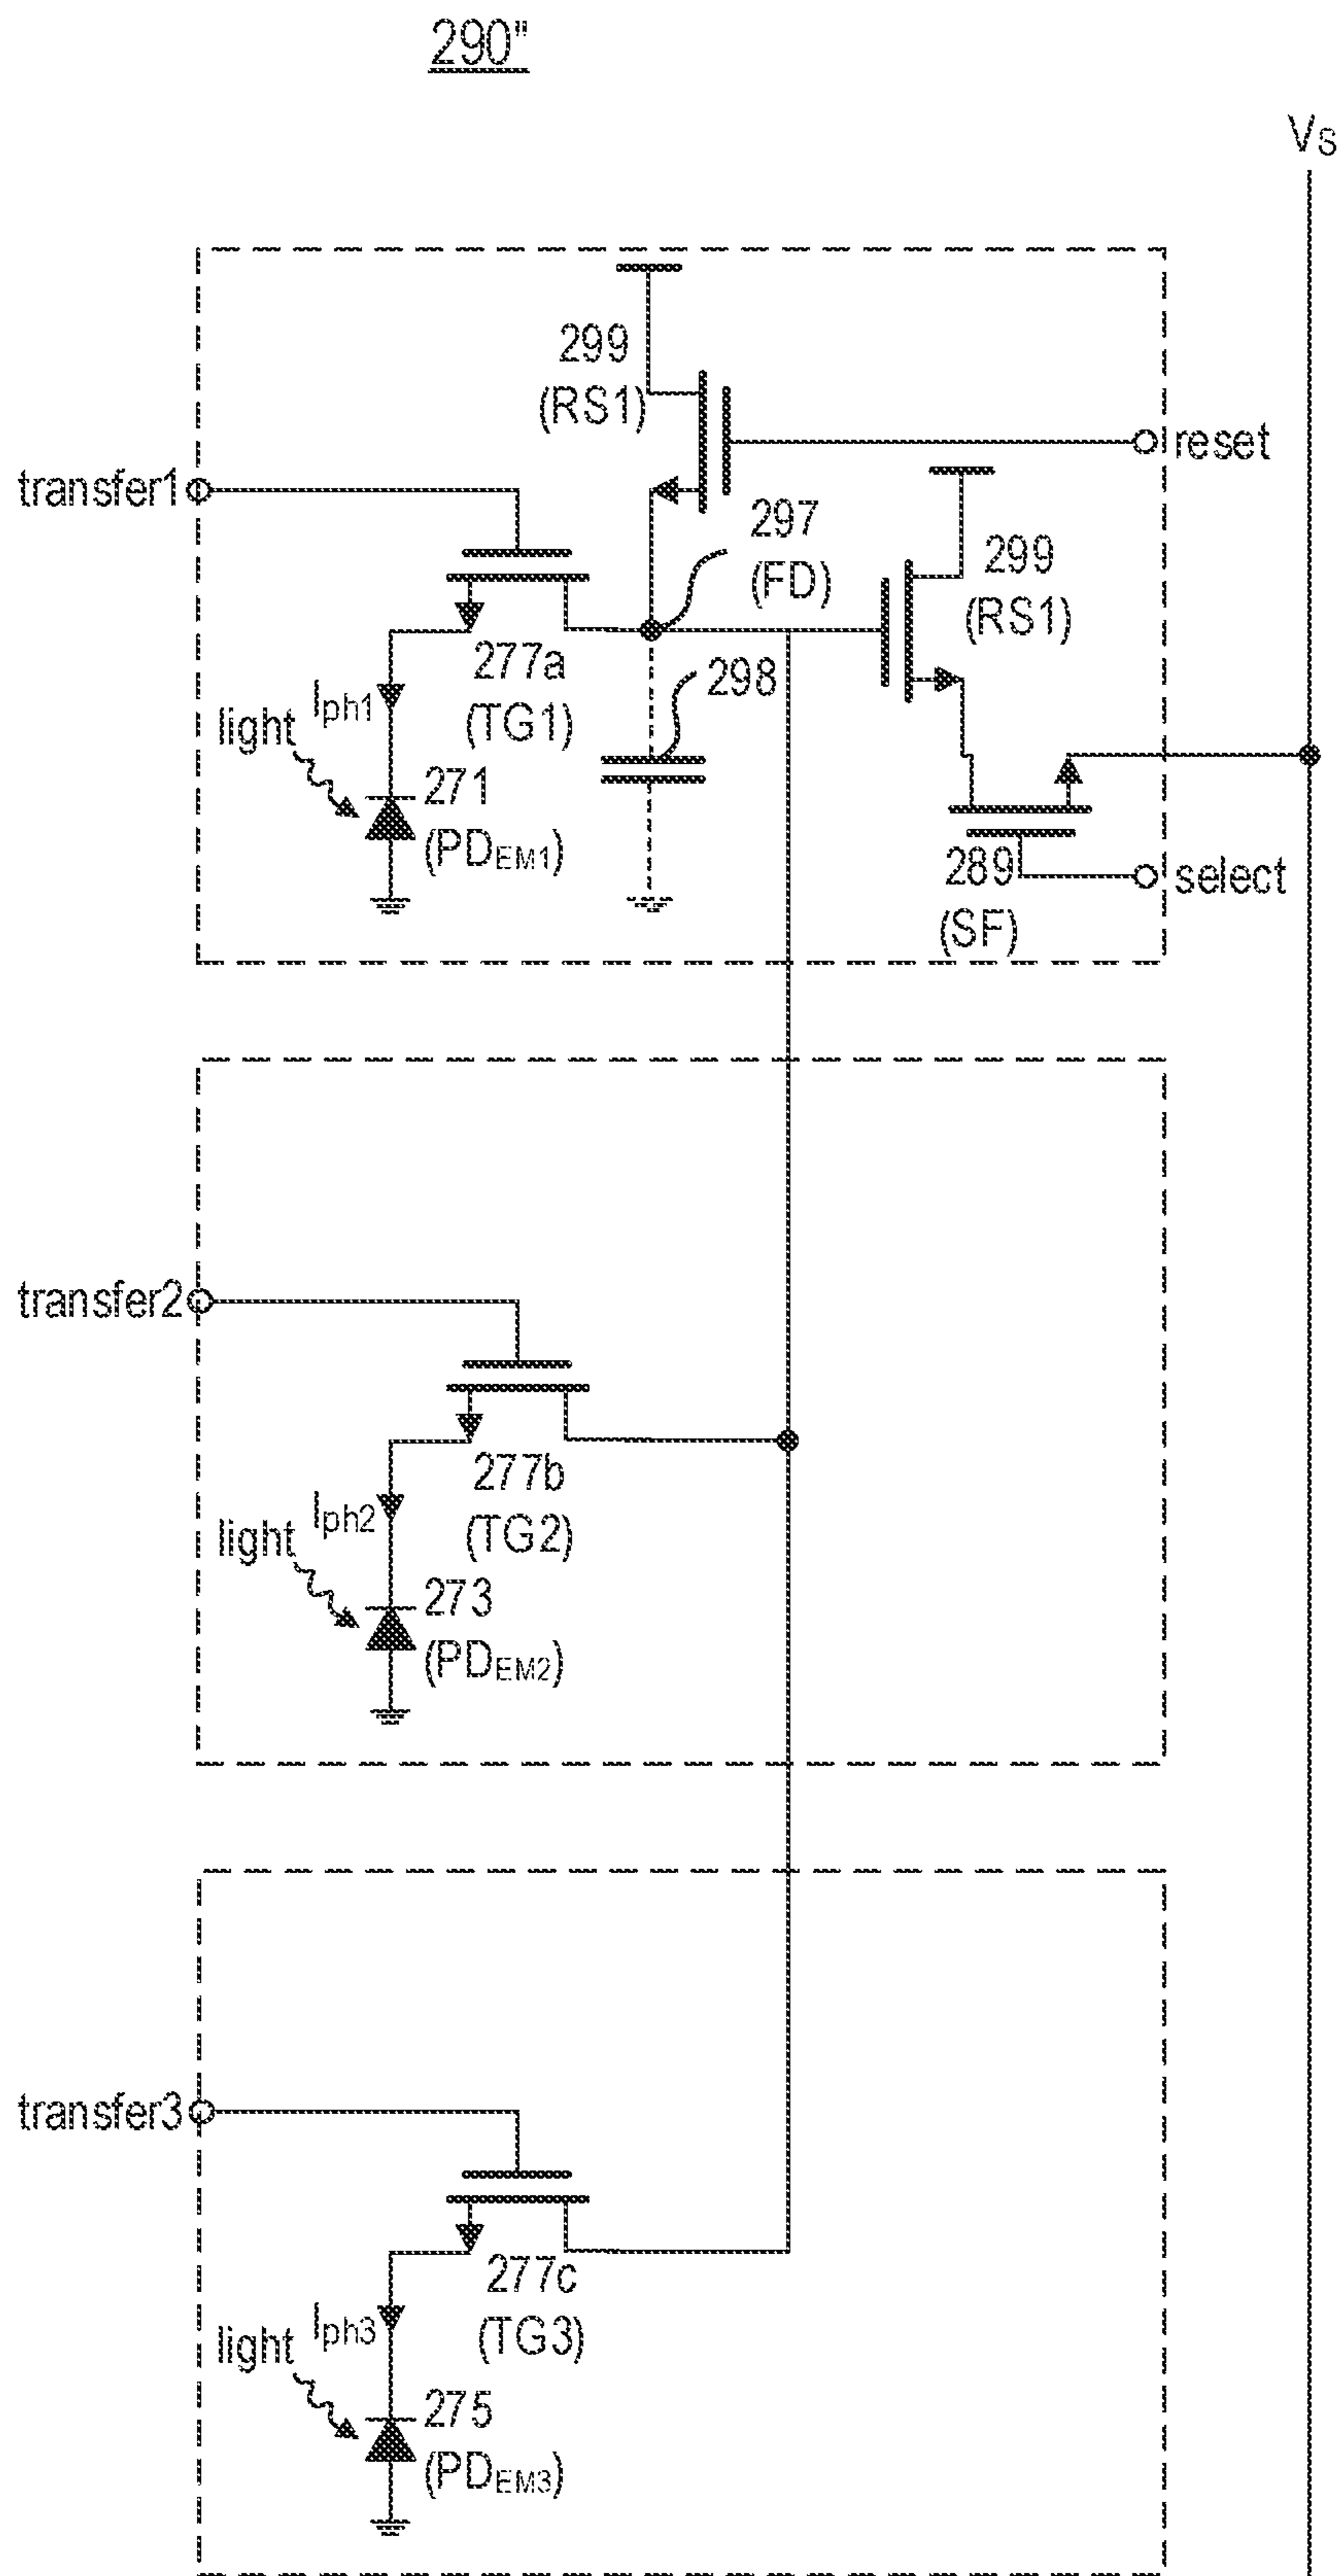 290"
VS
299
(RS1)
reset
transfer1
297
(FD)
299
(RS1)
277a
(TG1)
298
Iph1
light
271
(PDEM1)
289
(SF)
select
transfer2
277b
(TG2)
Iph2
light
273
(PDEM2)
transfer3
277c
(TG3)
Iph3
light
275
(PDEM3)